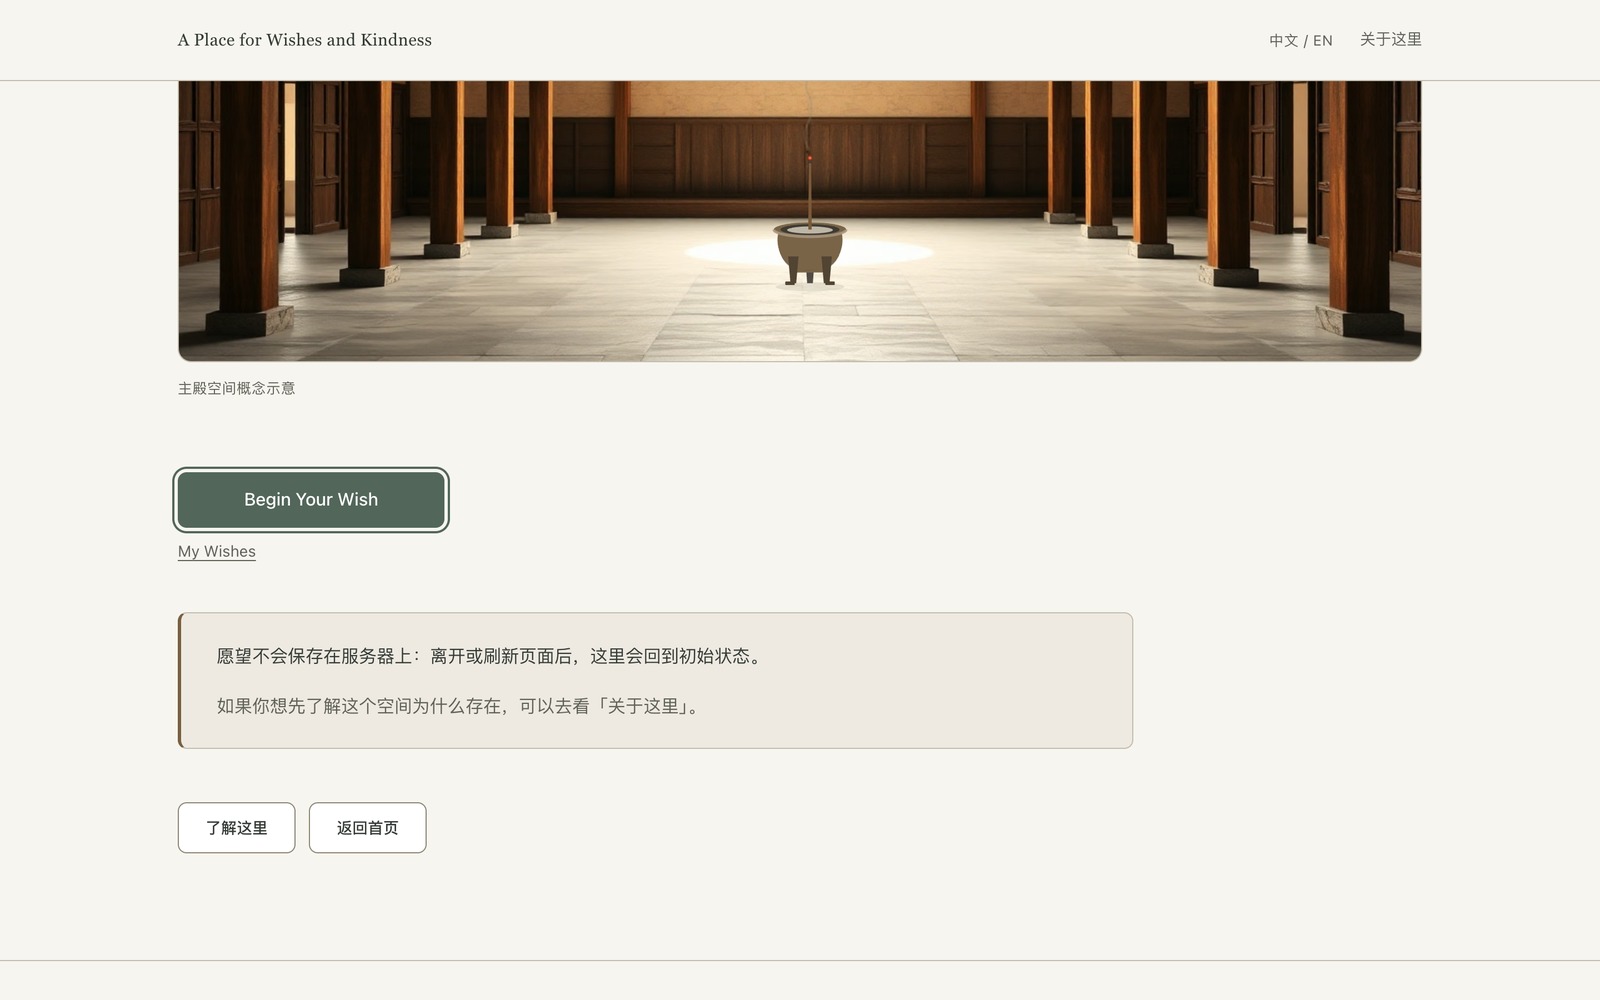 A Place for Wishes and Kindness
中文 / EN
关于这里
主殿空间概念示意
Begin Your Wish
My Wishes
愿望不会保存在服务器上：离开或刷新页面后，这里会回到初始状态。
如果你想先了解这个空间为什么存在，可以去看「关于这里」。
了解这里
返回首页